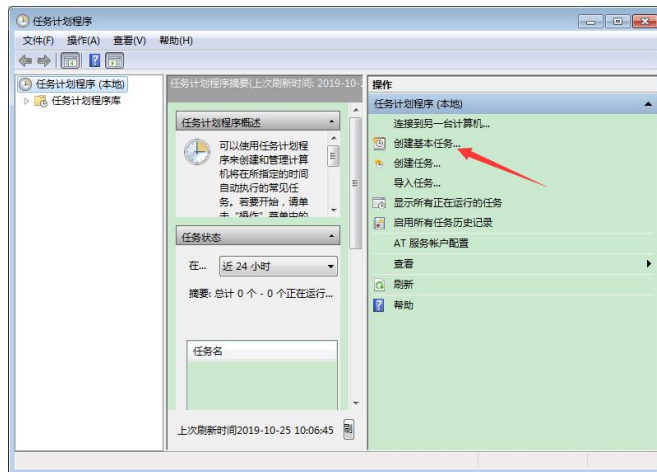 任务计划程序
文件(F) 操作(A) 查看(V) 帮助(H)
任务计划程序 (本地)
任务计划程序库
任务计划程序摘要(上次刷新时间: 2019-10-2
任务计划程序概述
可以使用任务计划程
序来创建和管理计算
机将在所指定的时间
自动执行的常见任
务。若要开始，请单
击“操作”菜单中的
任务状态
在... 近 24 小时
摘要: 总计 0 个 - 0 个正在运行...
任务名
上次刷新时间2019-10-25 10:06:45 刷
操作
任务计划程序 (本地)
连接到另一台计算机...
创建基本任务...
创建任务...
导入任务...
显示所有正在运行的任务
启用所有任务历史记录
AT 服务帐户配置
查看
刷新
帮助